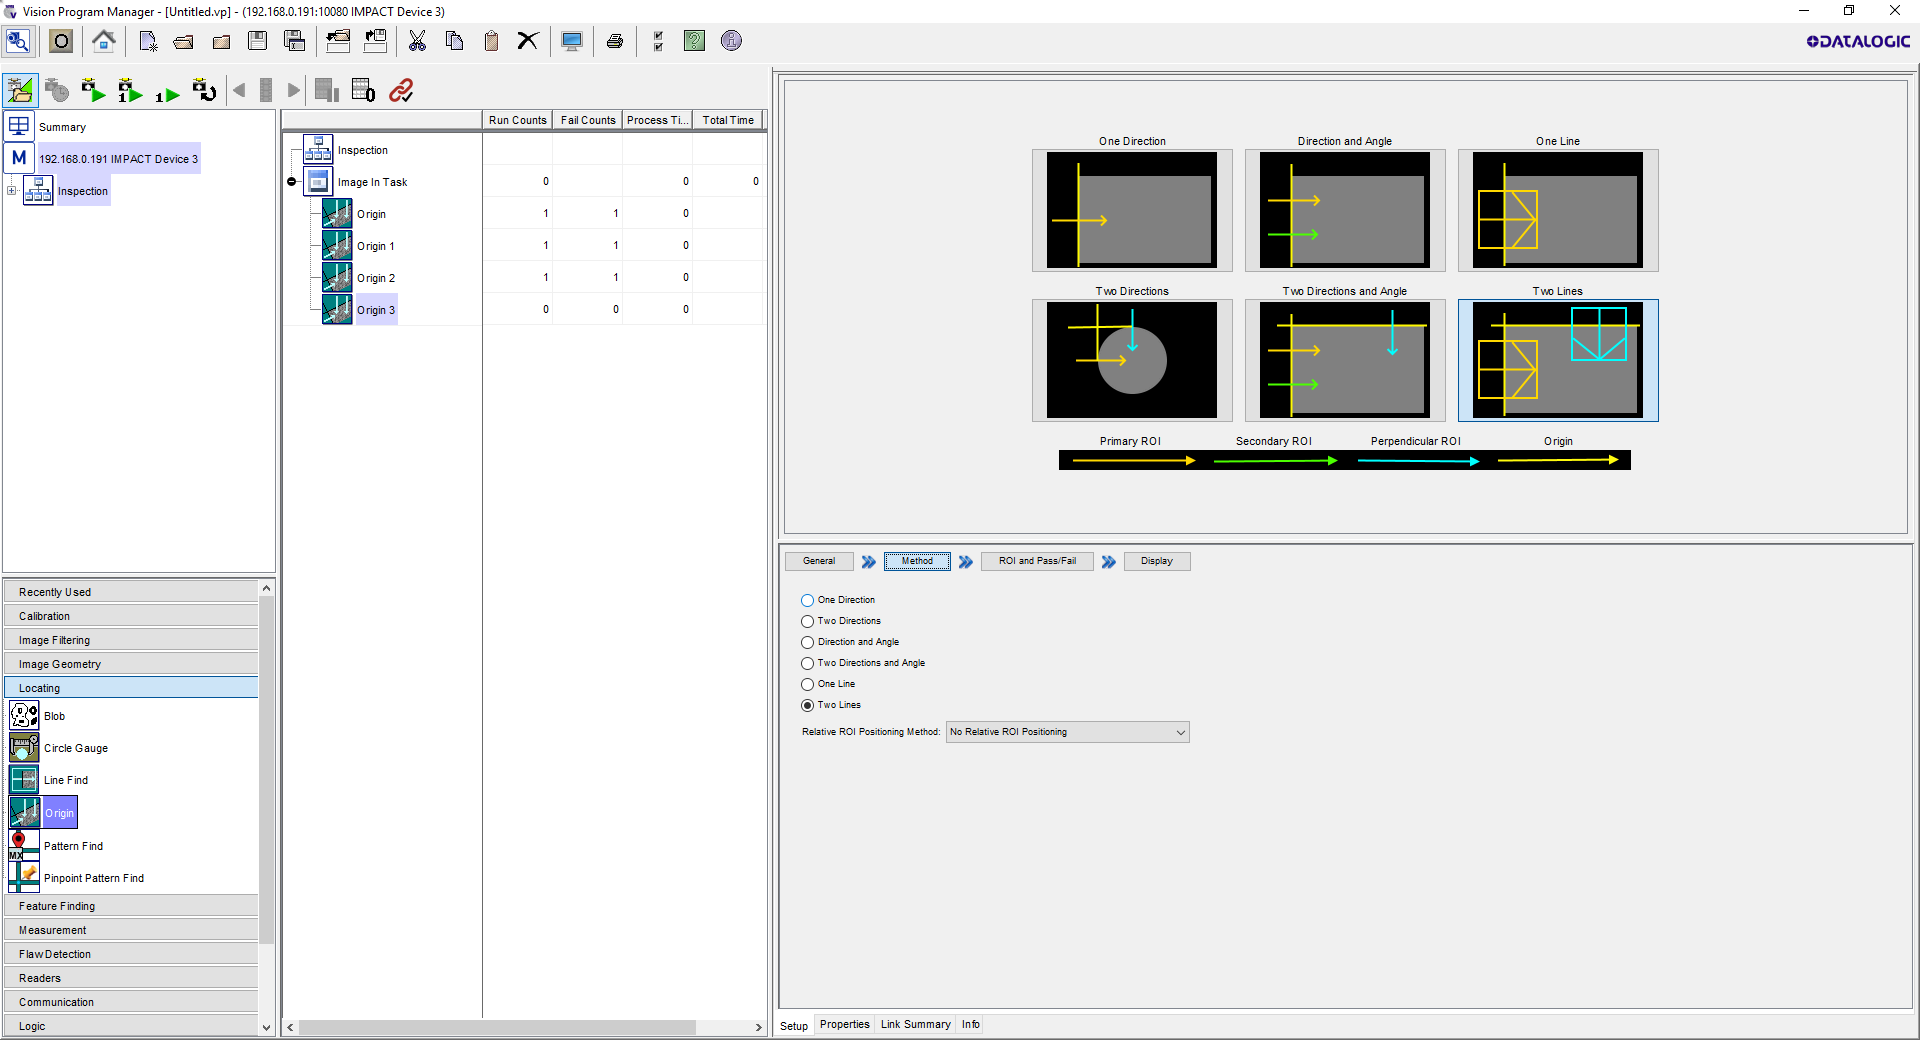 Vision Program Manager - [Untitled.vp] - (192.168.0.191:10080 IMPACT Device 3)
DATALOGIC
Summary
M
192.168.0.191 IMPACT Device 3
Inspection
Run Counts
Fail Counts
Process Ti...
Total Time
Inspection
Image In Task
0
0
0
Origin
1
1
0
Origin 1
1
1
0
Origin 2
1
1
0
Origin 3
0
0
0
Recently Used
Calibration
Image Filtering
Image Geometry
Locating
Blob
Circle Gauge
Line Find
Origin
MX
Pattern Find
Pinpoint Pattern Find
Feature Finding
Measurement
Flaw Detection
Readers
Communication
Logic
One Direction
Direction and Angle
One Line
Two Directions
Two Directions and Angle
Two Lines
Primary ROI
Secondary ROI
Perpendicular ROI
Origin
General
Method
ROI and Pass/Fail
Display
One Direction
Two Directions
Direction and Angle
Two Directions and Angle
One Line
Two Lines
Relative ROI Positioning Method:
No Relative ROI Positioning
Setup
Properties
Link Summary
Info